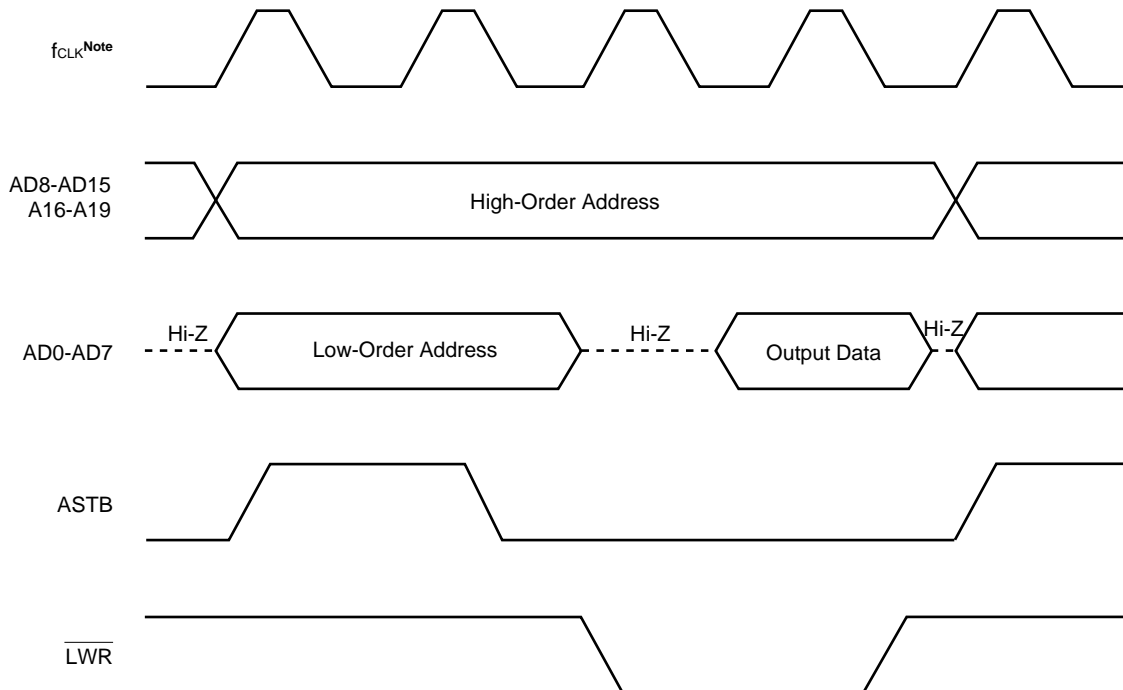 fCLKNote
AD8-AD15
A16-A19
High-Order Address
AD0-AD7
Hi-Z
Low-Order Address
Hi-Z
Output Data
Hi-Z
ASTB
LWR